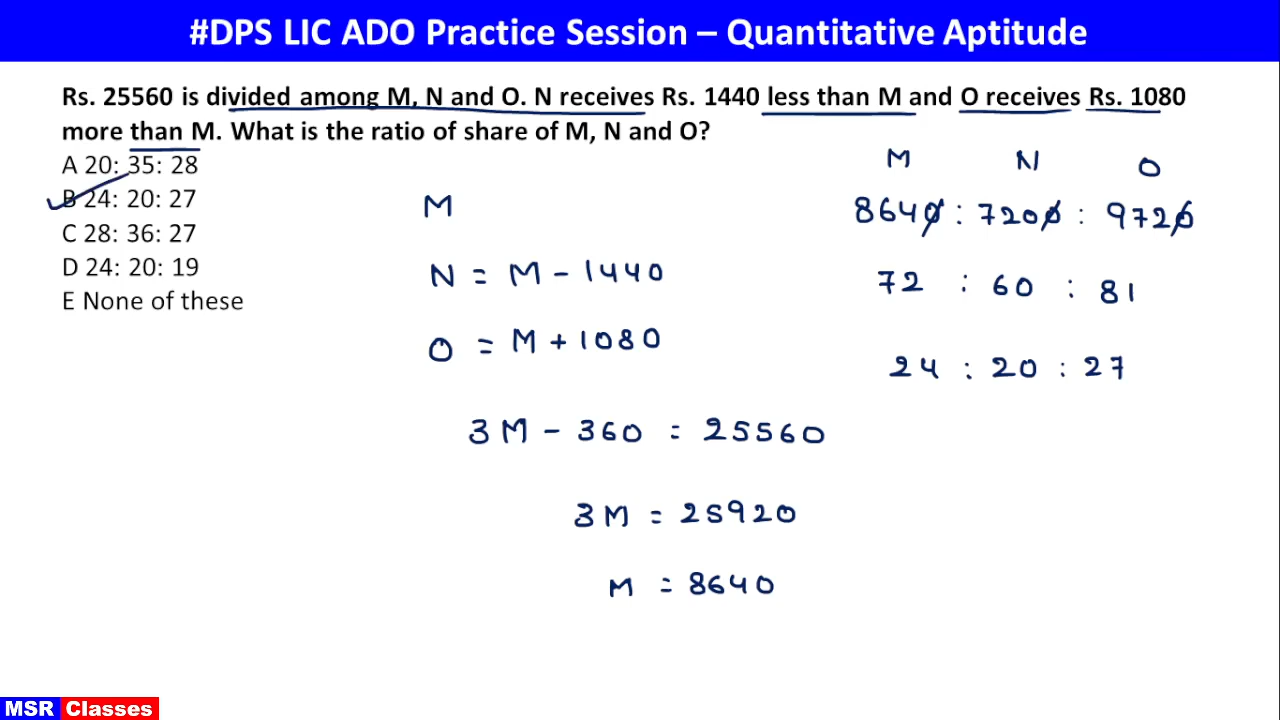 #DPS LIC ADO Practice Session – Quantitative Aptitude
Rs. 25560 is divided among M, N and O. N receives Rs. 1440 less than M and O receives Rs. 1080
more than M. What is the ratio of share of M, N and O?
A 20: 35: 28
B 24: 20: 27
C 28: 36: 27
D 24: 20: 19
E None of these
M
N = M - 1440
O = M + 1080
3M - 360 = 25560
3M = 25920
M = 8640
M N O
8640 : 7200 : 9720
72 : 60 : 81
24 : 20 : 27
MSR Classes